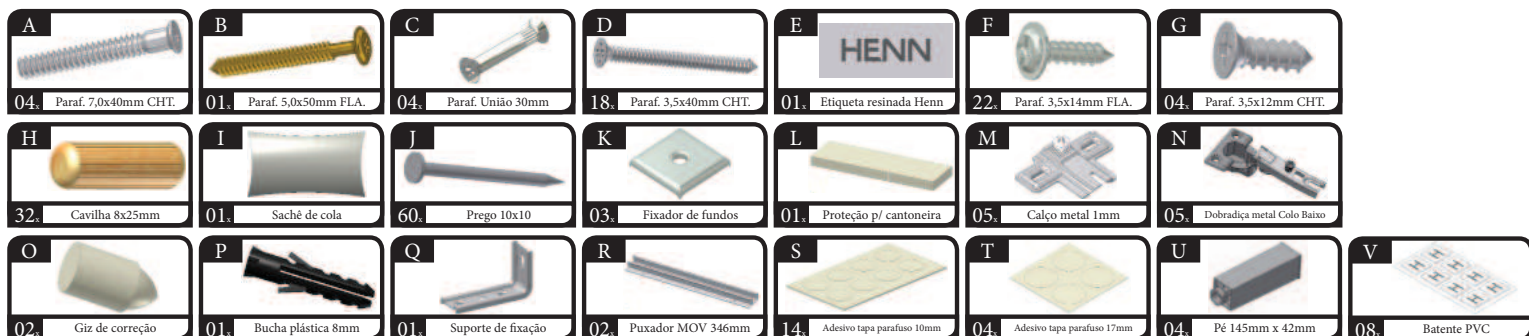 A B C D E F G
HENN
04x Paraf. 7,0x40mm CHT. 01x Paraf. 5,0x50mm FLA. 04x Paraf. União 30mm 18x Paraf. 3,5x40mm CHT. 01x Etiqueta resinada Henn 22x Paraf. 3,5x14mm FLA. 04x Paraf. 3,5x12mm CHT.
H I J K L M N
32x Cavilha 8x25mm 01x Sachê de cola 60x Prego 10x10 03x Fixador de fundos 01x Proteção p/ cantoneira 05x Calço metal 1mm 05x Dobradiça metal Colo Baixo
O P Q R S T U V
H H H H H H H H
02x Giz de correção 01x Bucha plástica 8mm 01x Suporte de fixação 02x Puxador MOV 346mm 14x Adesivo tapa parafuso 10mm 04x Adesivo tapa parafuso 17mm 04x Pé 145mm x 42mm 08x Batente PVC